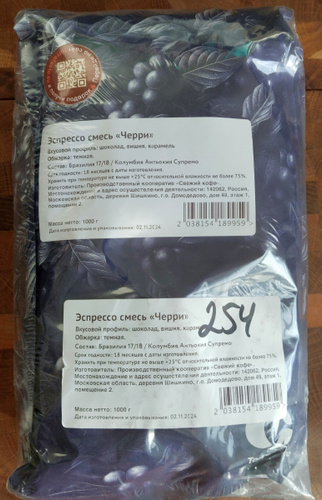 Эспрессо смесь «Черри»
Вкусовой профиль: шоколад, вишня, карамель
Обжарка: темная.
Состав: Бразилия 17/18 / Колумбия Антьокия Супремо
Срок годности: 18 месяцев с даты изготовления.
Хранить при температуре не выше +25°С относительной влажности не более 75%.
Изготовитель: Производственный кооператив «Свежий кофе».
Местонахождение и адрес осуществления деятельности: 142062, Россия,
Московская область, деревня Шишкино, г.о. Домодедово, дом 46, этаж 1,
помещение 2.
Масса нетто: 1000 г
Дата изготовления и упаковывания: 02.11.2024
2 038154 189959
Эспрессо смесь «Черри»
254
Вкусовой профиль: шоколад, вишня,
Обжарка: темная.
Состав: Бразилия 17/18 / Колумбия Антьокия Супремо
Срок годности: 18 месяцев с даты изготовления.
Хранить при температуре не выше +25°С относительной влажности не более 75%.
Изготовитель: Производственный кооператив «Свежий кофе».
Местонахождение и адрес осуществления деятельности: 142062, Россия,
Московская область, деревня Шишкино, г.о. Домодедово, дом 46, этаж 1,
помещение 2.
Масса нетто: 1000 г
Дата изготовления и упаковывания: 02.11.2024
2 038154 189959